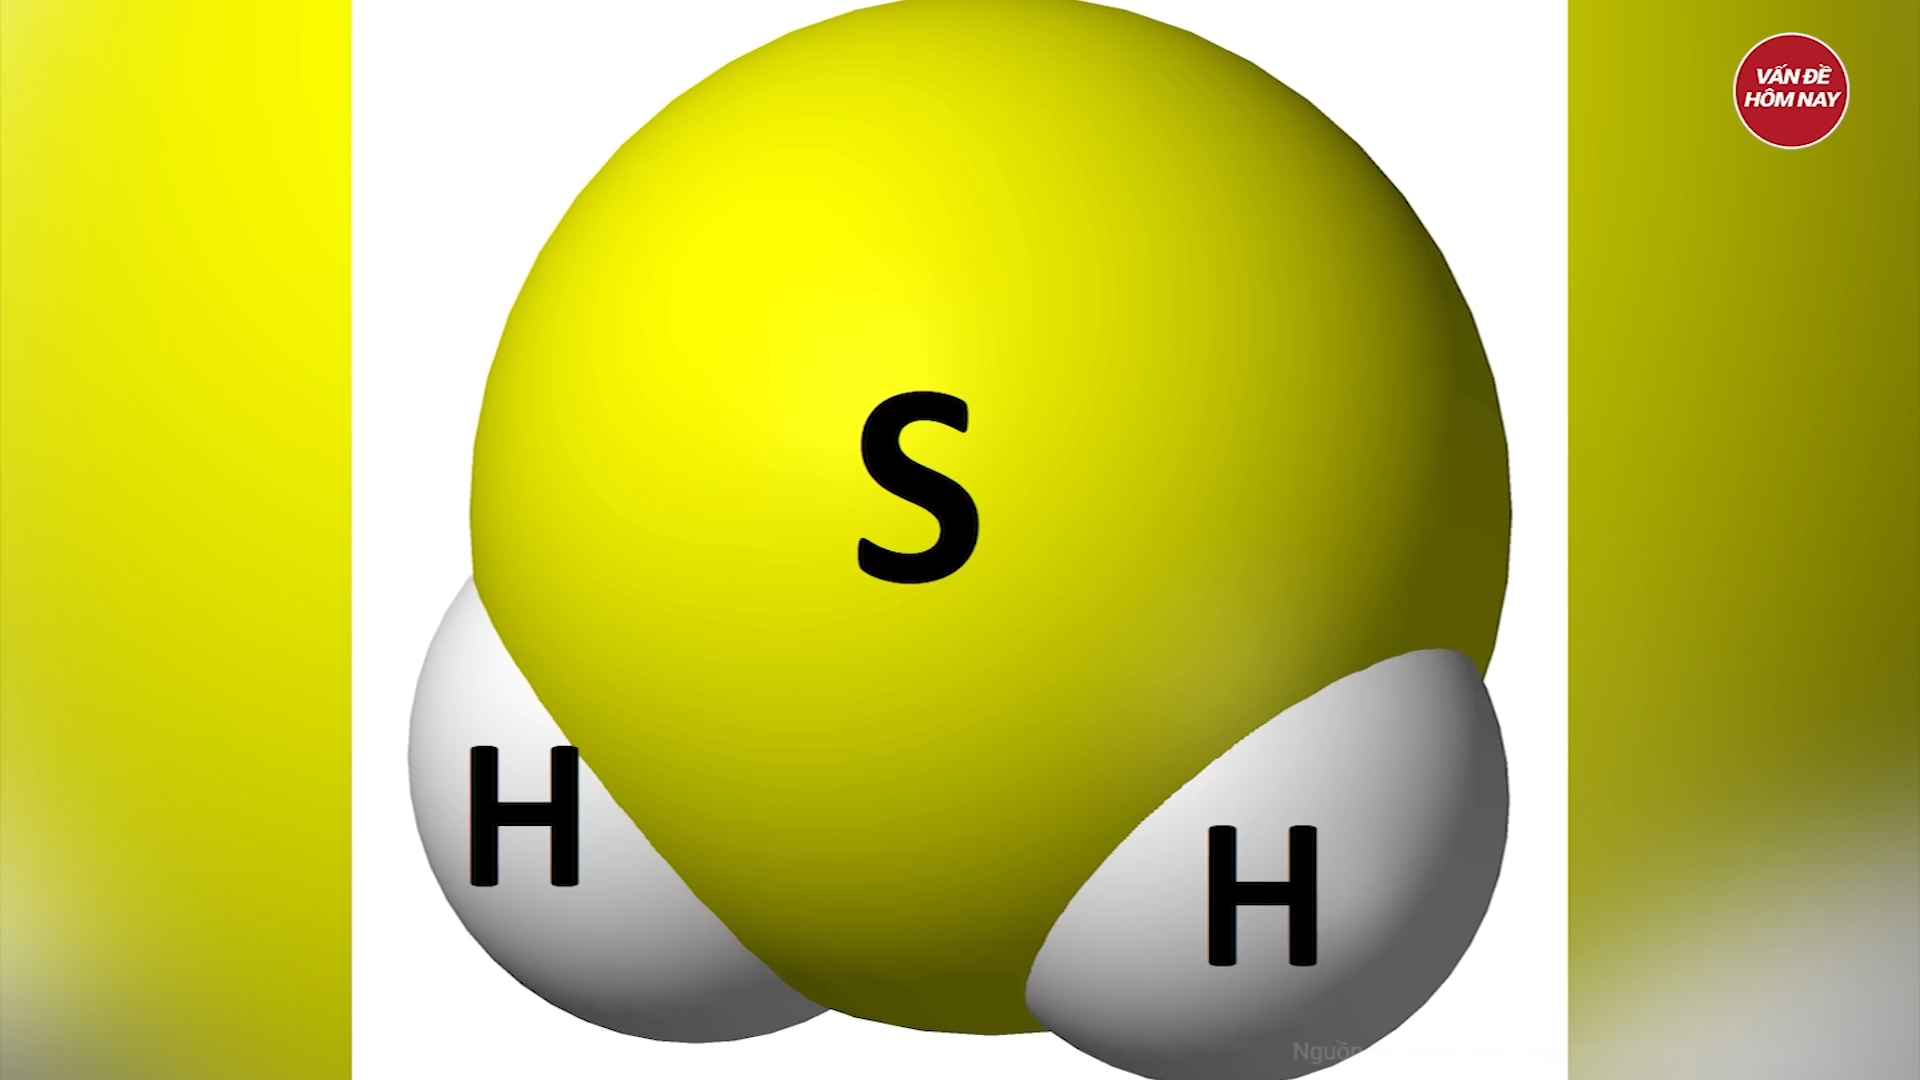 VẤN ĐỀ
HÔM NAY
S
H
H
Nguồn